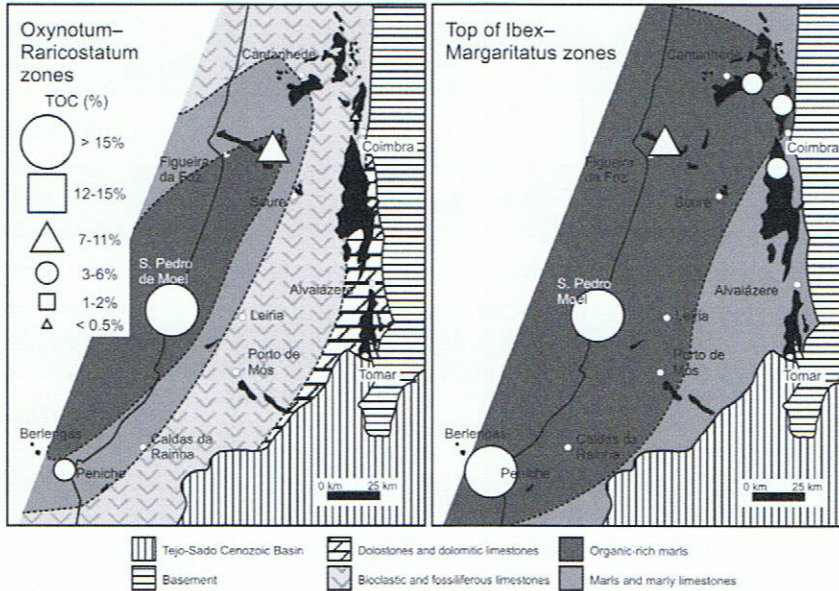 Oxynotum–
Raricostatum
zones
TOC (%)
> 15%
12-15%
7-11%
3-6%
1-2%
< 0.5%
Cantanhede
Coimbra
Figueira
da Foz
Soure
S. Pedro
de Moel
Alvaiázere
Leiria
Porto de
Mós
Tomar
Berlengas
Caldas da
Rainha
Peniche
0 km 25 km
Top of Ibex–
Margaritatus zones
Cantanhede
Coimbra
Figueira
da Foz
Soure
S. Pedro
Moel
Alvaiázere
Leiria
Porto de
Mós
Tomar
Berlengas
Caldas da
Rainha
Peniche
0 km 25 km
Tejo-Sado Cenozoic Basin
Dolostones and dolomitic limestones
Organic-rich marls
Basement
Bioclastic and fossiliferous limestones
Marls and marly limestones